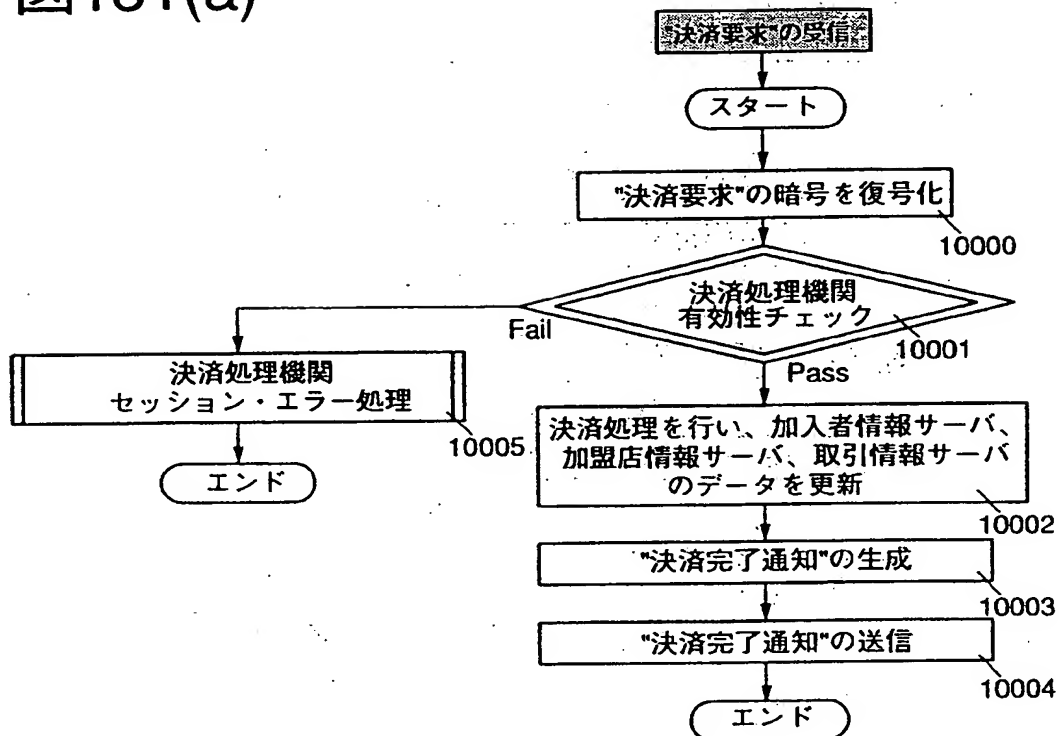 図101(a)
"決済要求"の受信
スタート
"決済要求"の暗号を復号化
10000
決済処理機関
有効性チェック
10001
Fail
Pass
決済処理機関
セッション・エラー処理
10005
エンド
決済処理を行い、加入者情報サーバ、
加盟店情報サーバ、取引情報サーバ
のデータを更新
10002
"決済完了通知"の生成
10003
"決済完了通知"の送信
10004
エンド